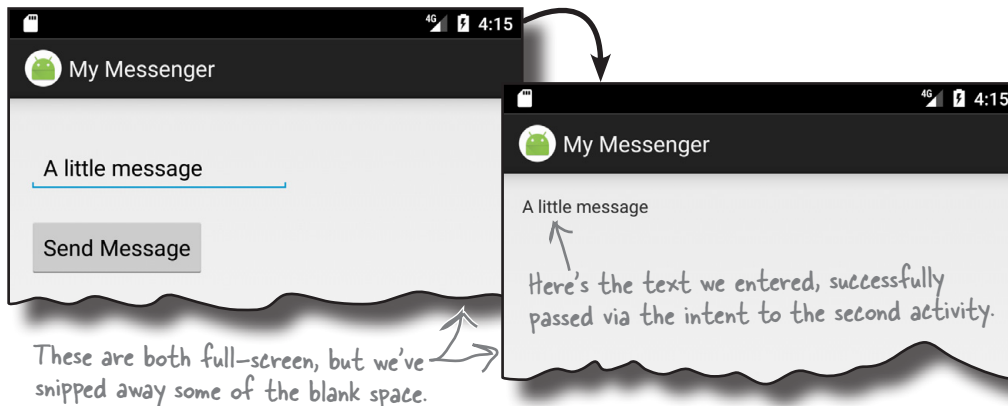 4G 4:15
My Messenger
A little message
Send Message
These are both full-screen, but we've
snipped away some of the blank space.
4G 4:15
My Messenger
A little message
Here's the text we entered, successfully
passed via the intent to the second activity.